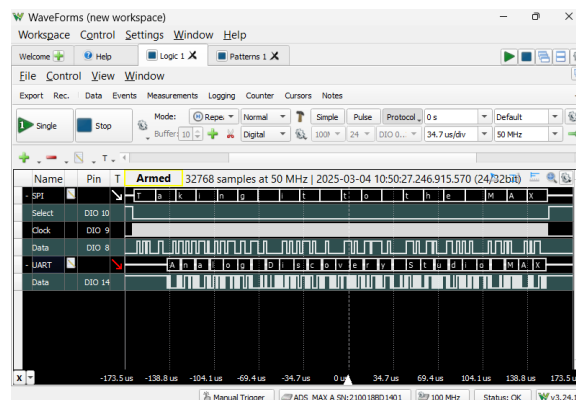 WaveForms (new workspace)
Workspace Control Settings Window Help
Welcome Help Logic 1 Patterns 1
File Control View Window
Export Rec. Data Events Measurements Logging Counter Cursors Notes
Single Stop Mode: Repe. Normal Simple Pulse Protocol 0 s Default
Buffer: 10 Digital 100f 24 DIO 0... 34.7 us/div 50 MHz
T
Name Pin T Armed 32768 samples at 50 MHz | 2025-03-04 10:50:27.246.915.570 (24/32bit)
SPI T a k i n g i t t o t h e M A X
Select DIO 10
Clock DIO 9
Data DIO 8
UART A n a l o g D i s c o v e r y S t u d i o M A X
Data DIO 14
X -173.5 us -138.8 us -104.1 us -69.4 us -34.7 us 0 us 34.7 us 69.4 us 104.1 us 138.8 us 173.5 u
Manual Trigger ADS MAX A SN:210018BD1401 100 MHz Status: OK v3.24.1